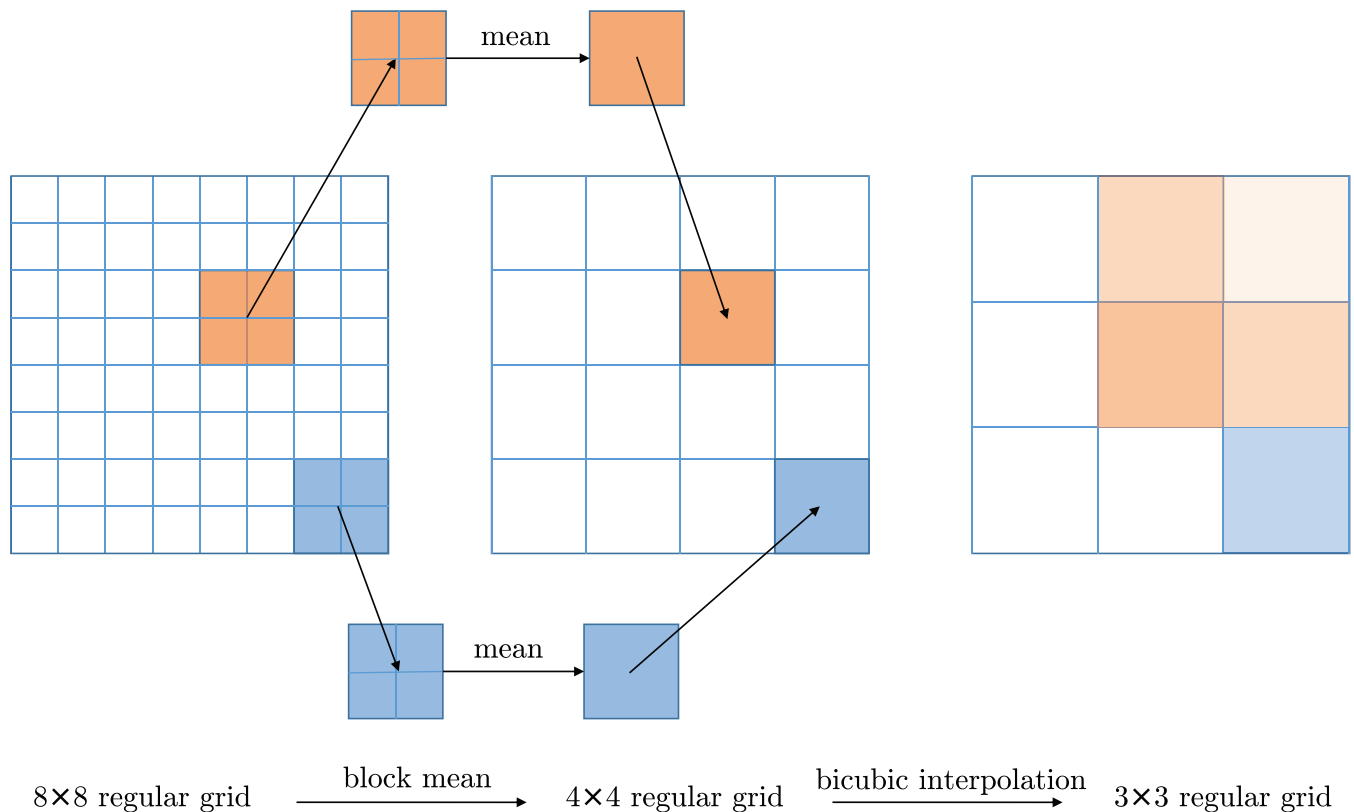 mean
mean
block mean
bicubic interpolation
8×8 regular grid
4×4 regular grid
3×3 regular grid